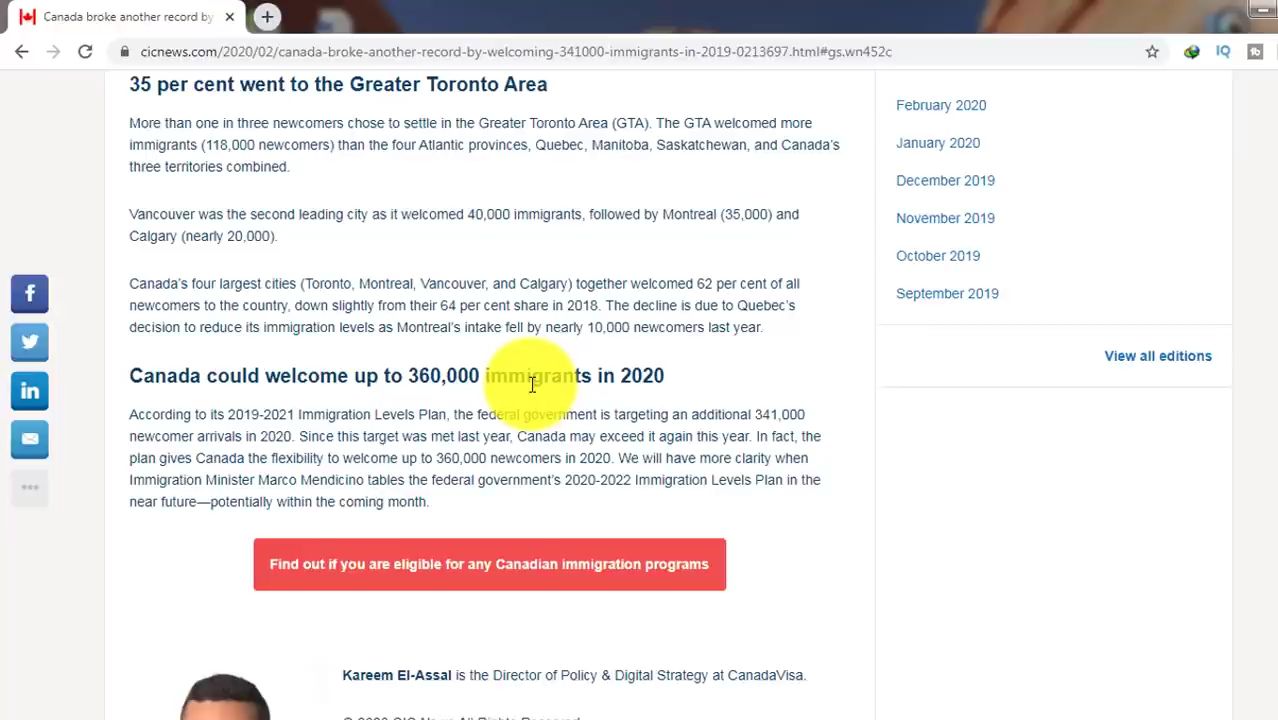 Canada broke another record by
cicnews.com/2020/02/canada-broke-another-record-by-welcoming-341000-immigrants-in-2019-0213697.html#gs.wn452c
IQ
35 per cent went to the Greater Toronto Area
More than one in three newcomers chose to settle in the Greater Toronto Area (GTA). The GTA welcomed more
immigrants (118,000 newcomers) than the four Atlantic provinces, Quebec, Manitoba, Saskatchewan, and Canada's
three territories combined.
Vancouver was the second leading city as it welcomed 40,000 immigrants, followed by Montreal (35,000) and
Calgary (nearly 20,000).
Canada's four largest cities (Toronto, Montreal, Vancouver, and Calgary) together welcomed 62 per cent of all
newcomers to the country, down slightly from their 64 per cent share in 2018. The decline is due to Quebec's
decision to reduce its immigration levels as Montreal's intake fell by nearly 10,000 newcomers last year.
Canada could welcome up to 360,000 immigrants in 2020
According to its 2019-2021 Immigration Levels Plan, the federal government is targeting an additional 341,000
newcomer arrivals in 2020. Since this target was met last year, Canada may exceed it again this year. In fact, the
plan gives Canada the flexibility to welcome up to 360,000 newcomers in 2020. We will have more clarity when
Immigration Minister Marco Mendicino tables the federal government's 2020-2022 Immigration Levels Plan in the
near future—potentially within the coming month.
Find out if you are eligible for any Canadian immigration programs
Kareem El-Assal is the Director of Policy & Digital Strategy at CanadaVisa.
© 2020 CIC News All Rights Reserved
February 2020
January 2020
December 2019
November 2019
October 2019
September 2019
View all editions